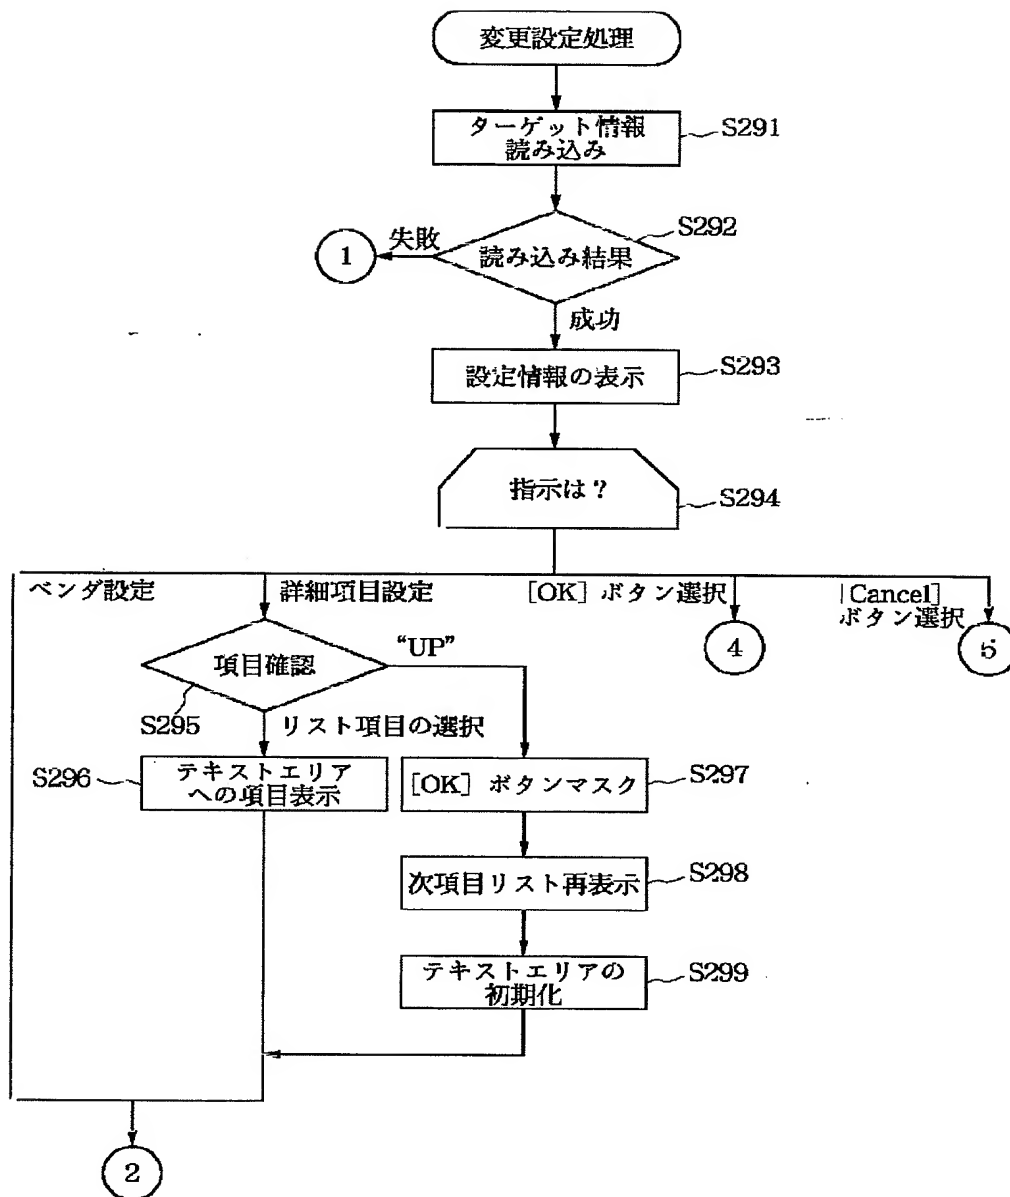 変更設定処理
ターゲット情報
読み込み
S291
S292
読み込み結果
失敗
1
成功
設定情報の表示
S293
指示は？
S294
ベンダ設定
詳細項目設定
[OK] ボタン選択
[Cancel]
ボタン選択
4
5
項目確認
“UP”
S295
リスト項目の選択
S296
テキストエリア
への項目表示
[OK] ボタンマスク
S297
次項目リスト再表示
S298
テキストエリアの
初期化
S299
2